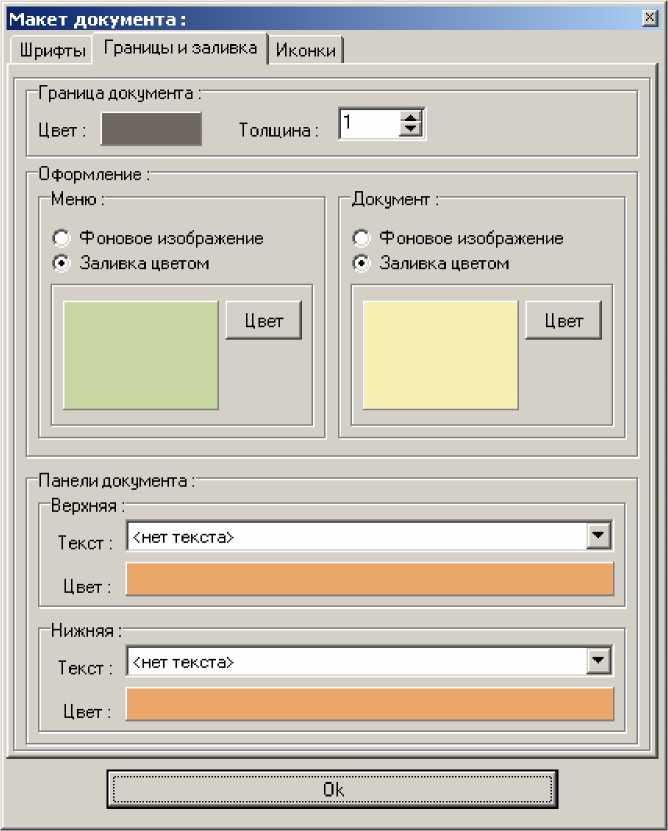 Макет документа :
Шрифты Границы и заливка Иконки
Граница документа :
Цвет : Толщина : 1
Оформление :
Меню : Документ :
Фоновое изображение Фоновое изображение
Заливка цветом Заливка цветом
Цвет Цвет
Панели документа :
Верхняя :
Текст : <нет текста>
Цвет :
Нижняя :
Текст : <нет текста>
Цвет :
Ok